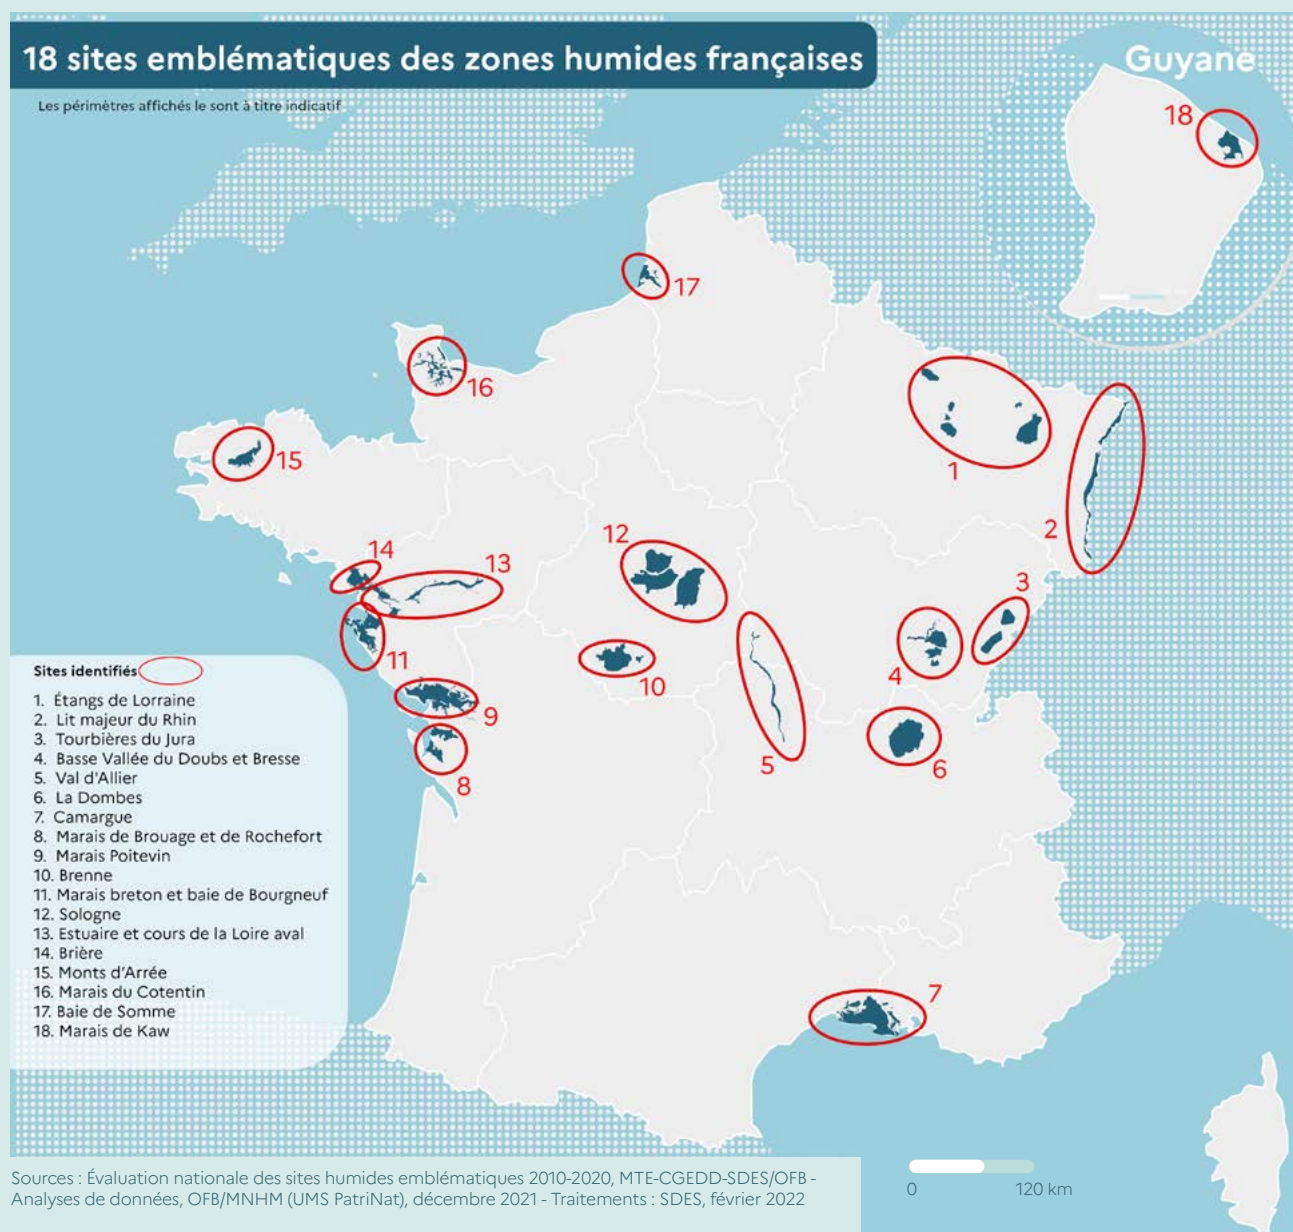 18 sites emblématiques des zones humides françaises
Les périmètres affichés le sont à titre indicatif
Guyane
18
17
16
15
1
2
14
13
12
3
11
4
10
9
5
6
8
7
Sites identifiés
1. Étangs de Lorraine
2. Lit majeur du Rhin
3. Tourbières du Jura
4. Basse Vallée du Doubs et Bresse
5. Val d'Allier
6. La Dombes
7. Camargue
8. Marais de Brouage et de Rochefort
9. Marais Poitevin
10. Brenne
11. Marais breton et baie de Bourgneuf
12. Sologne
13. Estuaire et cours de la Loire aval
14. Brière
15. Monts d'Arrée
16. Marais du Cotentin
17. Baie de Somme
18. Marais de Kaw
Sources : Évaluation nationale des sites humides emblématiques 2010-2020, MTE-CGEDD-SDES/OFB -
Analyses de données, OFB/MNHM (UMS PatriNat), décembre 2021 - Traitements : SDES, février 2022
0 120 km